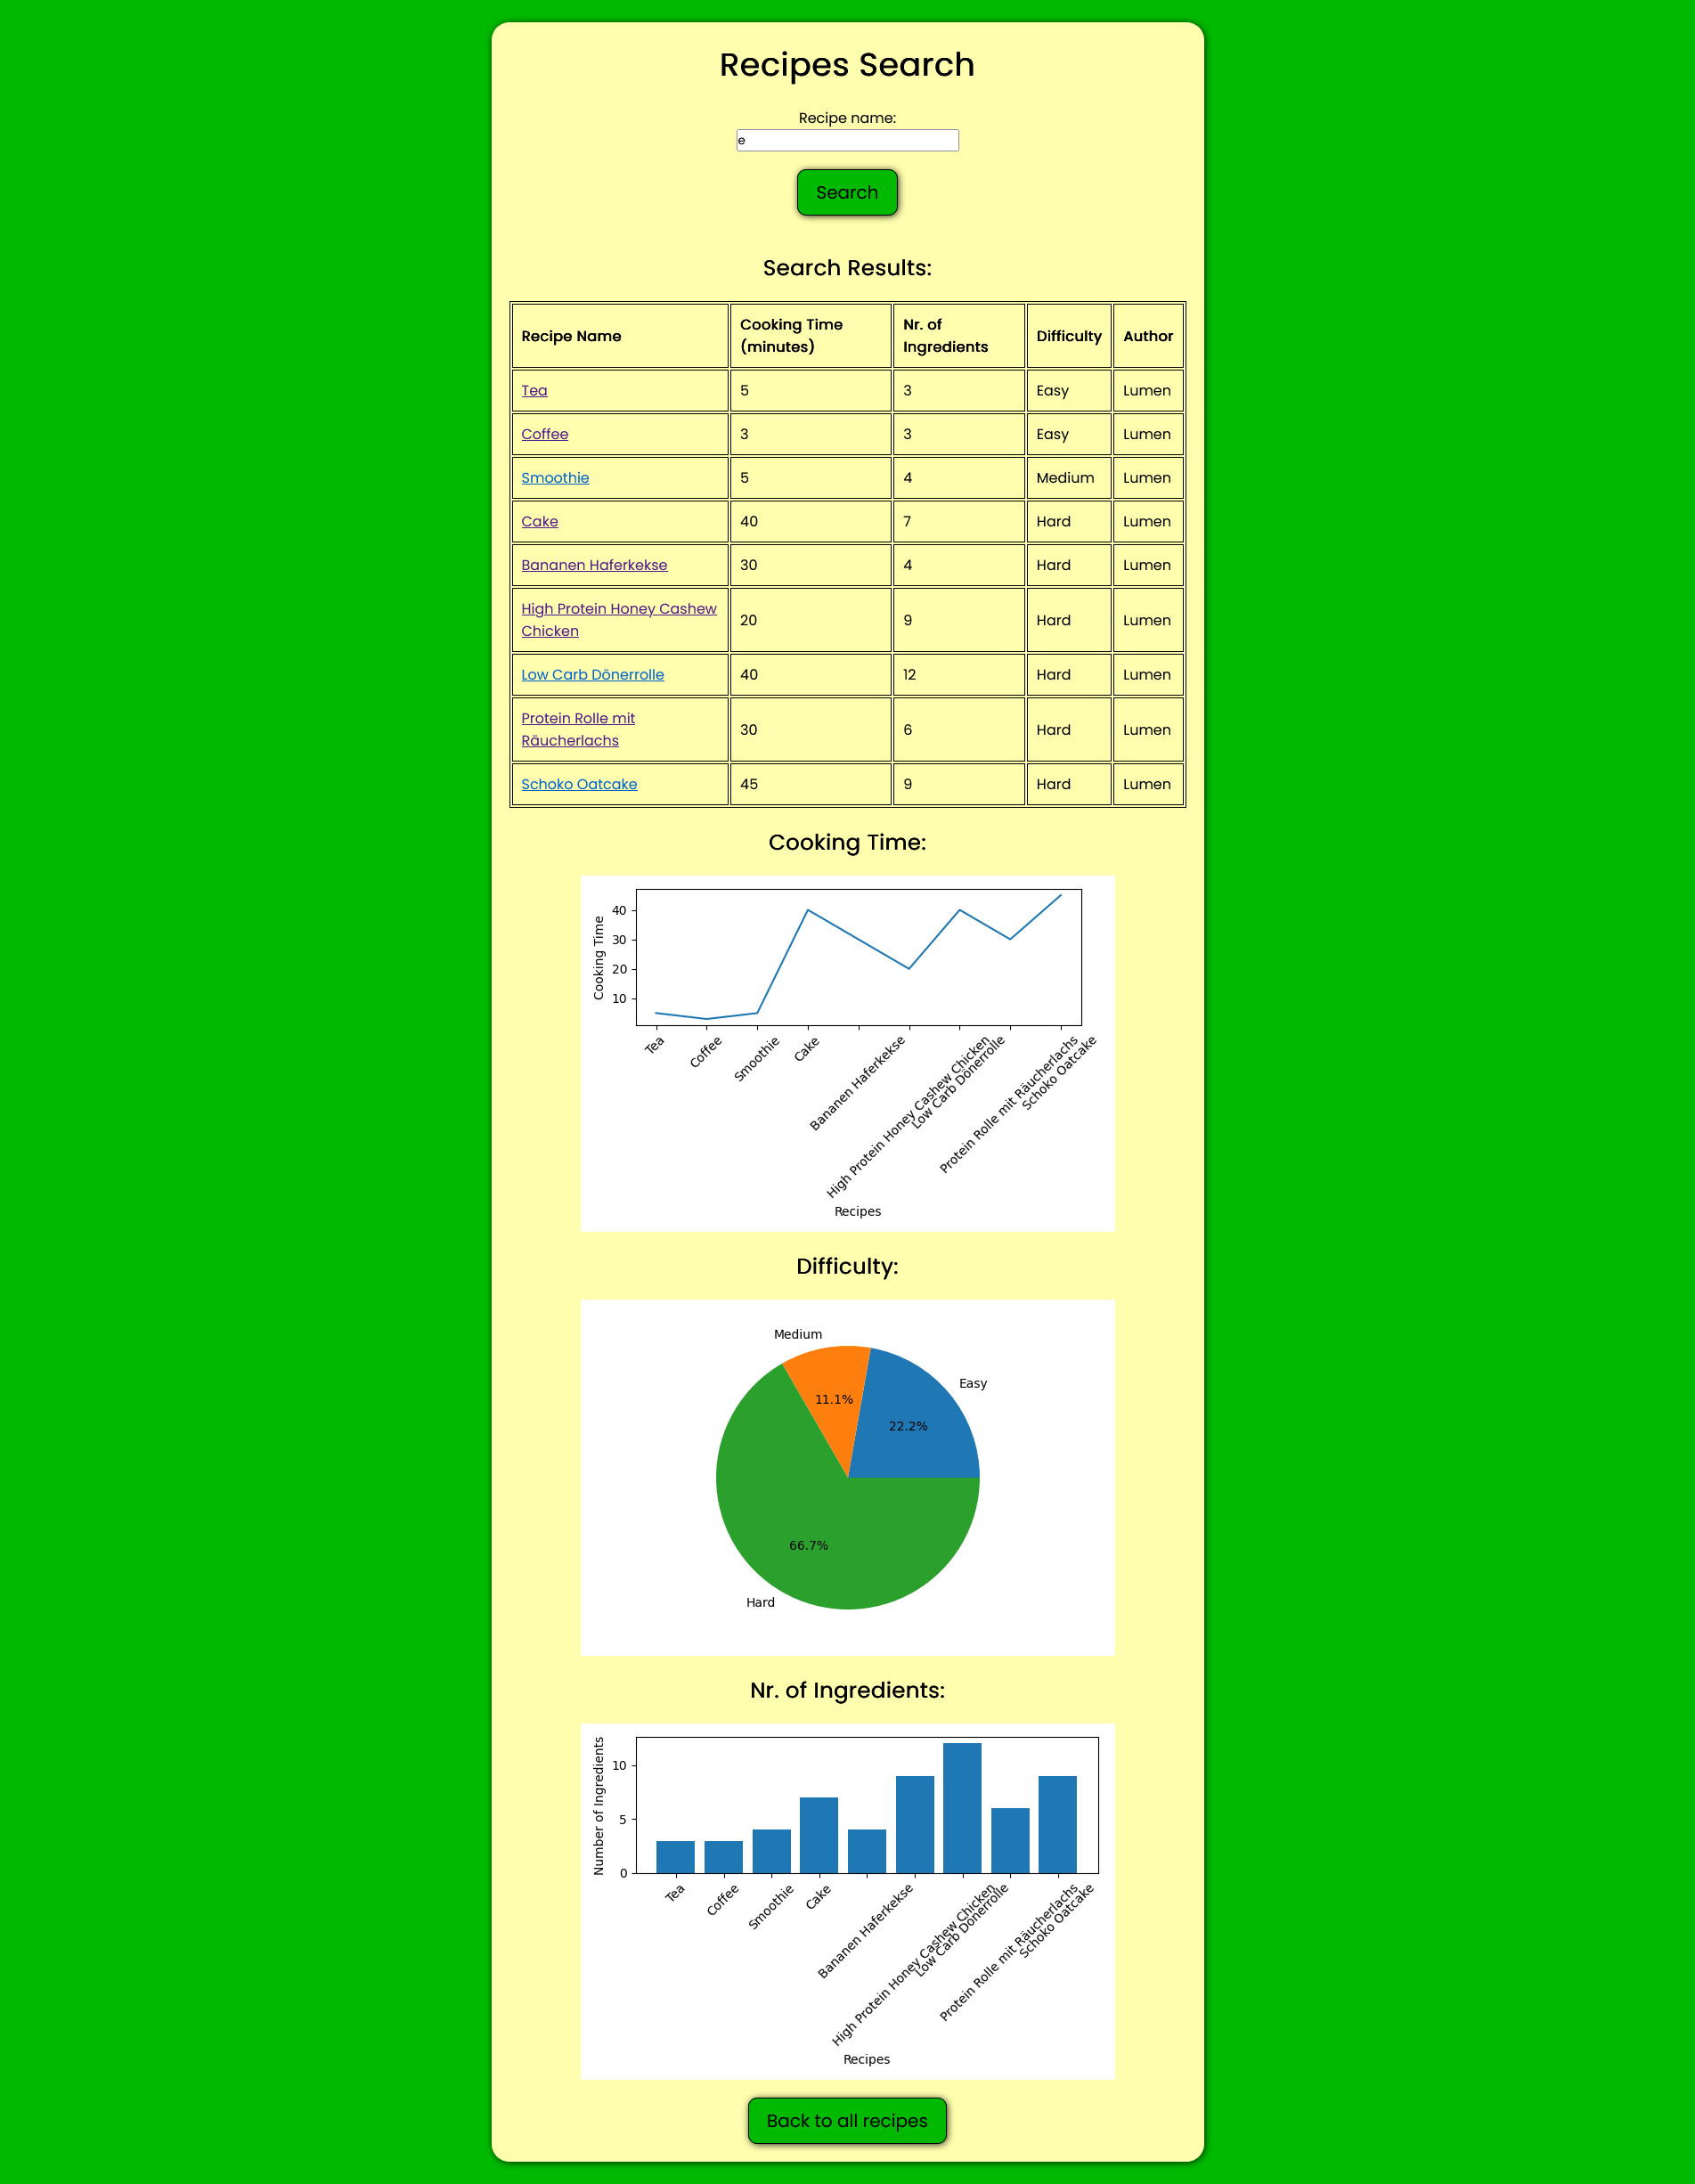 Recipes Search
Recipe name:
e
Search
Search Results:
Recipe Name Cooking Time (minutes) Nr. of Ingredients Difficulty Author
Tea 5 3 Easy Lumen
Coffee 3 3 Easy Lumen
Smoothie 5 4 Medium Lumen
Cake 40 7 Hard Lumen
Bananen Haferkekse 30 4 Hard Lumen
High Protein Honey Cashew Chicken 20 9 Hard Lumen
Low Carb Dönerrolle 40 12 Hard Lumen
Protein Rolle mit Räucherlachs 30 6 Hard Lumen
Schoko Oatcake 45 9 Hard Lumen
Cooking Time:
Cooking Time
40
30
20
10
Tea
Coffee
Smoothie
Cake
Bananen Haferkekse
High Protein Honey Cashew Chicken
Low Carb Dönerrolle
Protein Rolle mit Räucherlachs
Schoko Oatcake
Recipes
Difficulty:
Medium
Easy
11.1%
22.2%
66.7%
Hard
Nr. of Ingredients:
Number of Ingredients
10
5
0
Tea
Coffee
Smoothie
Cake
Bananen Haferkekse
High Protein Honey Cashew Chicken
Low Carb Dönerrolle
Protein Rolle mit Räucherlachs
Schoko Oatcake
Recipes
Back to all recipes